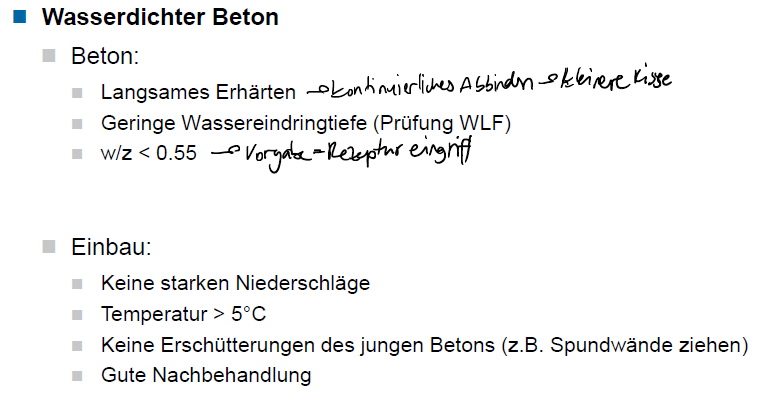 Wasserdichter Beton
Beton:
Langsames Erhärten → kontinuierliches Abbinden → kleinere Risse
Geringe Wassereindringtiefe (Prüfung WLF)
w/z < 0.55 → Vorgabe = Rezeptur eingriff
Einbau:
Keine starken Niederschläge
Temperatur > 5°C
Keine Erschütterungen des jungen Betons (z.B. Spundwände ziehen)
Gute Nachbehandlung